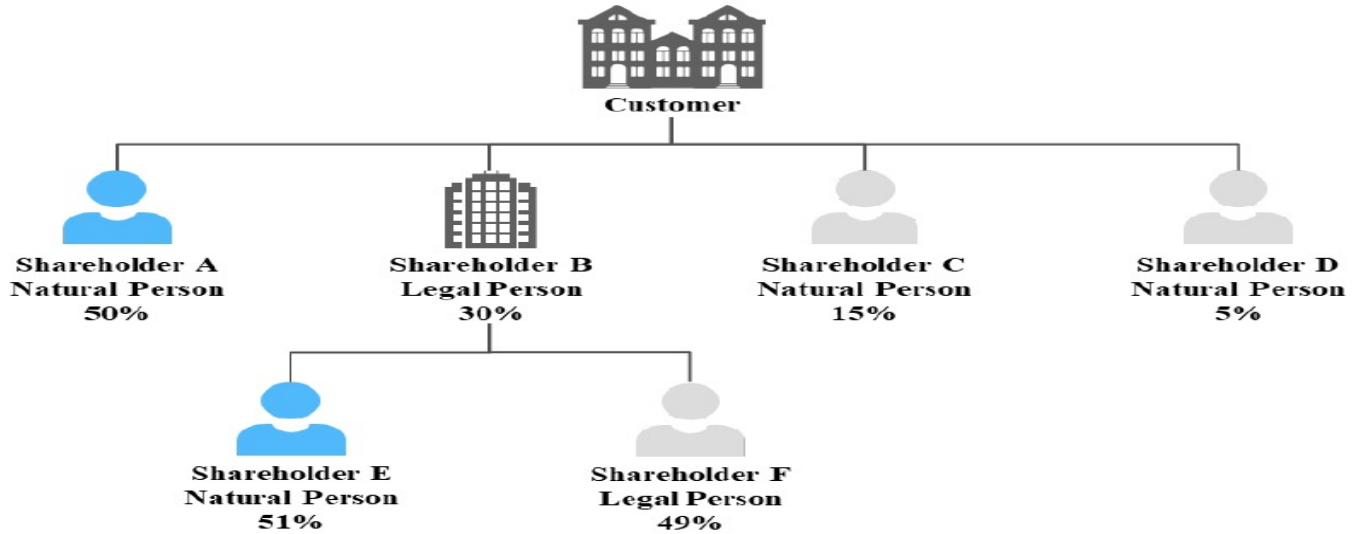 Customer
Shareholder A
Natural Person
50%
Shareholder B
Legal Person
30%
Shareholder C
Natural Person
15%
Shareholder D
Natural Person
5%
Shareholder E
Natural Person
51%
Shareholder F
Legal Person
49%